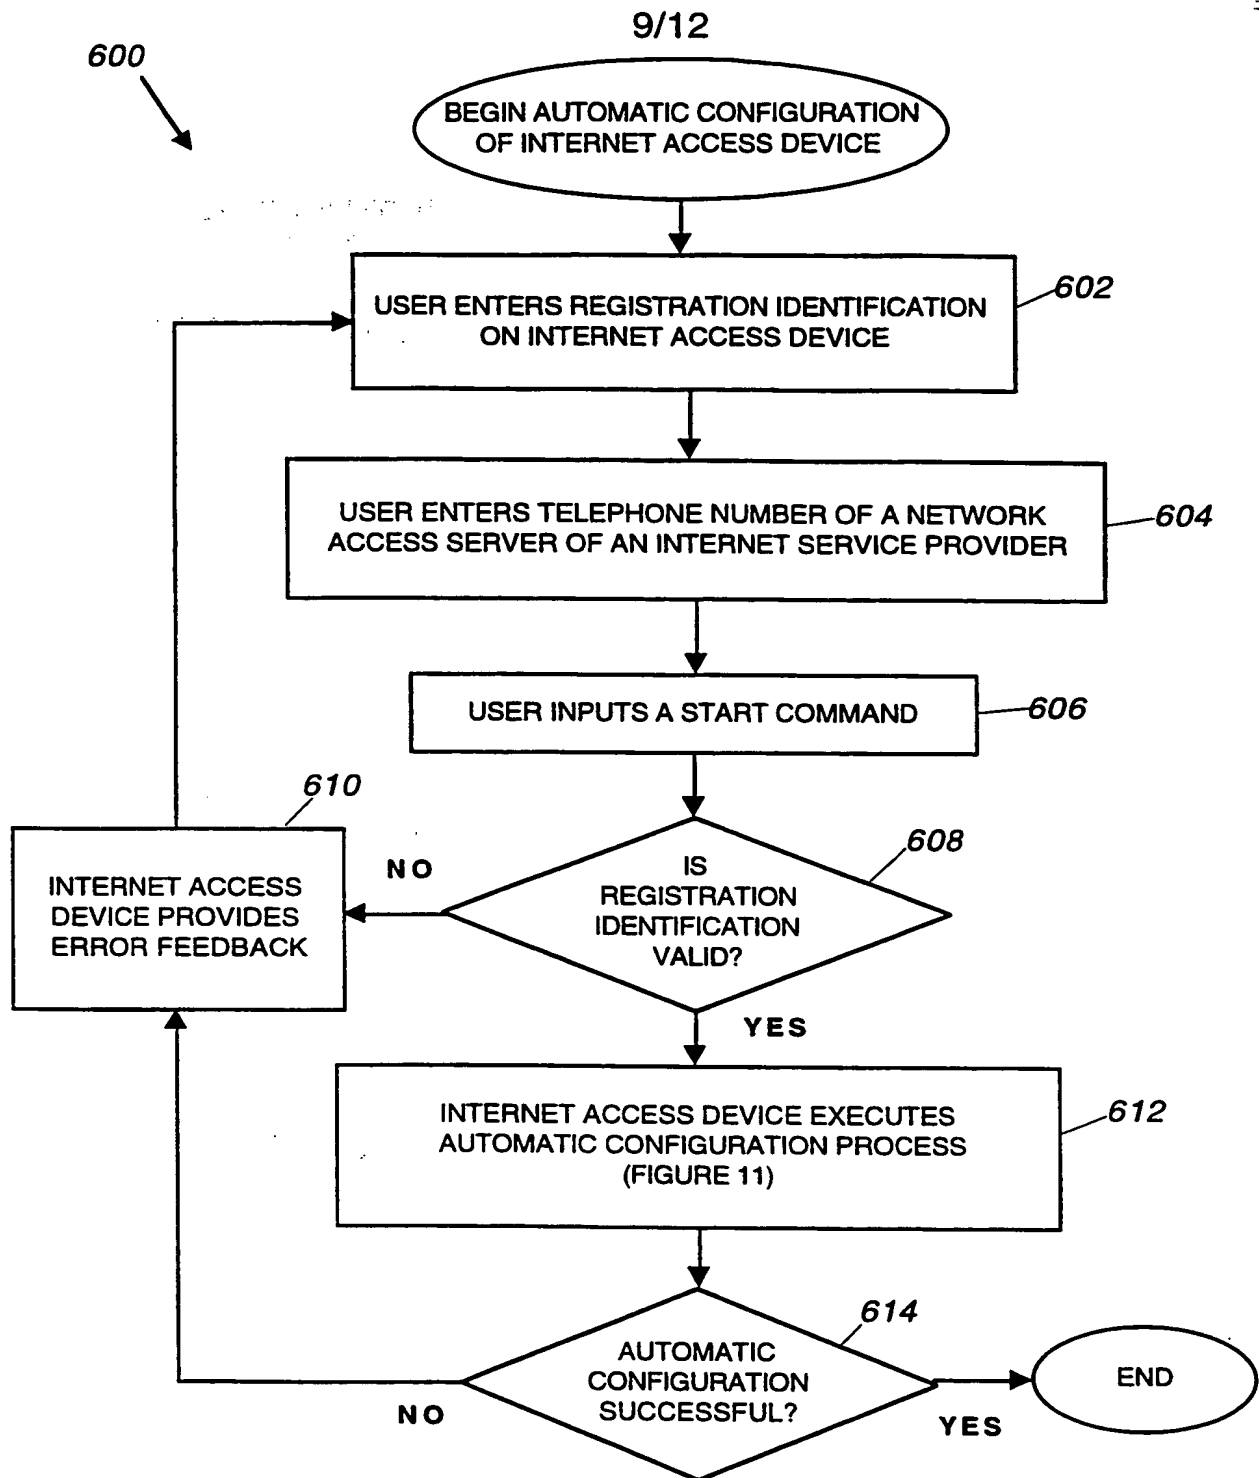 9/12
600
BEGIN AUTOMATIC CONFIGURATION
OF INTERNET ACCESS DEVICE
USER ENTERS REGISTRATION IDENTIFICATION
ON INTERNET ACCESS DEVICE
602
USER ENTERS TELEPHONE NUMBER OF A NETWORK
ACCESS SERVER OF AN INTERNET SERVICE PROVIDER
604
USER INPUTS A START COMMAND
606
610
INTERNET ACCESS
DEVICE PROVIDES
ERROR FEEDBACK
NO
IS
REGISTRATION
IDENTIFICATION
VALID?
608
YES
INTERNET ACCESS DEVICE EXECUTES
AUTOMATIC CONFIGURATION PROCESS
(FIGURE 11)
612
AUTOMATIC
CONFIGURATION
SUCCESSFUL?
614
NO
YES
END